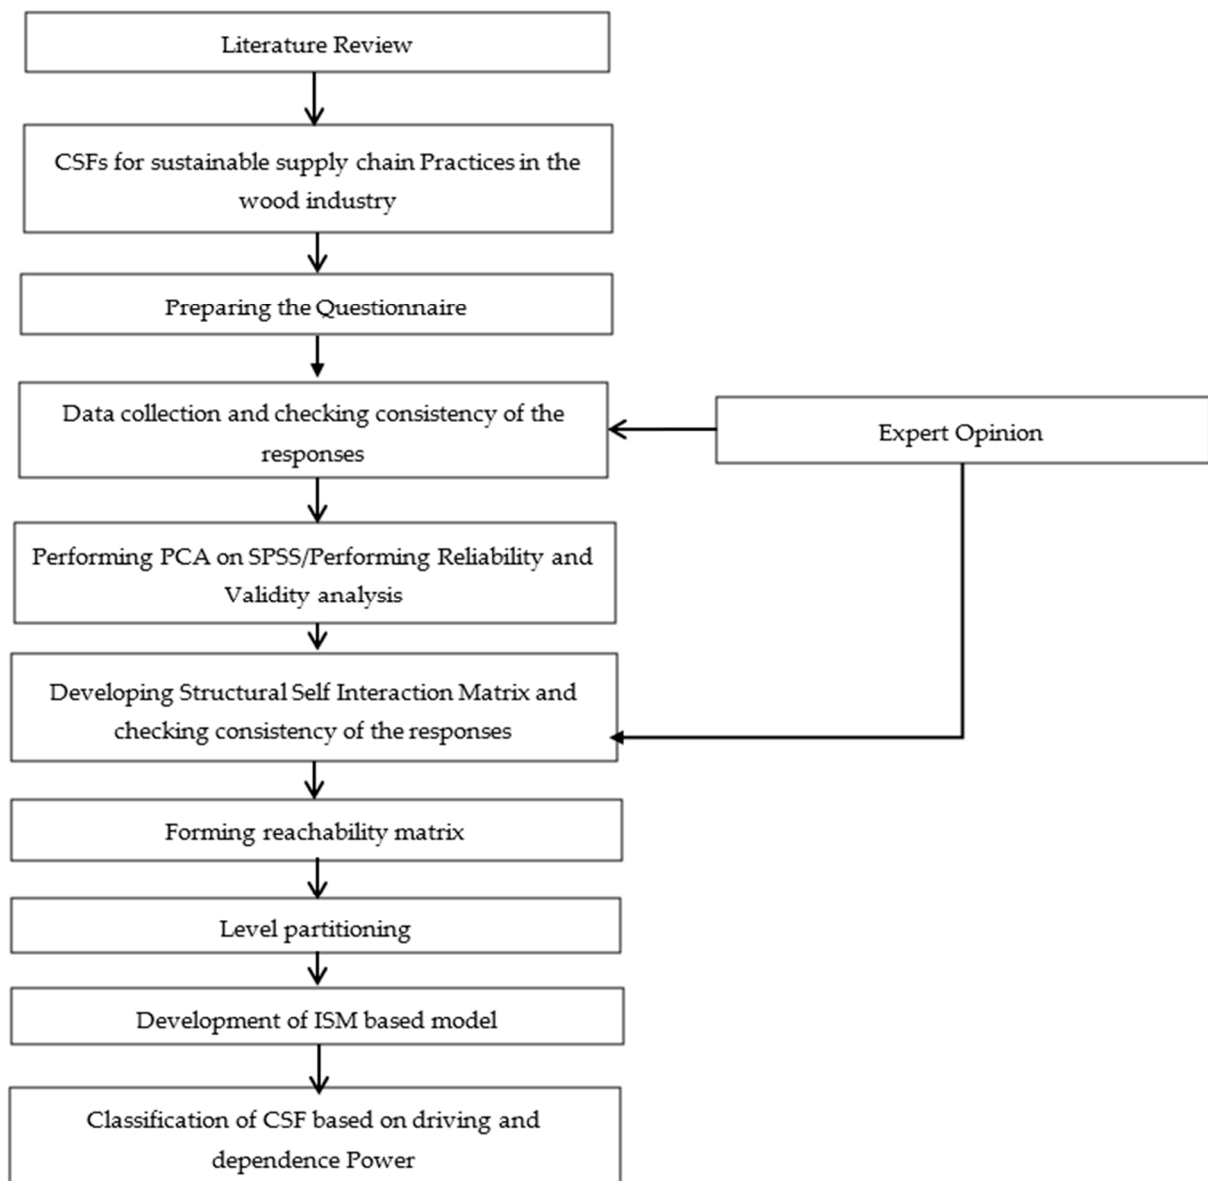 Literature Review
CSFs for sustainable supply chain Practices in the
wood industry
Preparing the Questionnaire
Data collection and checking consistency of the
responses
Expert Opinion
Performing PCA on SPSS/Performing Reliability and
Validity analysis
Developing Structural Self Interaction Matrix and
checking consistency of the responses
Forming reachability matrix
Level partitioning
Development of ISM based model
Classification of CSF based on driving and
dependence Power